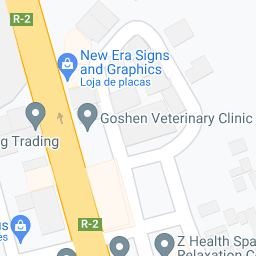 R-2
New Era Signs
and Graphics
Loja de placas
Goshen Veterinary Clinic
g Trading
R-2
Z Health Spa
Relaxation C